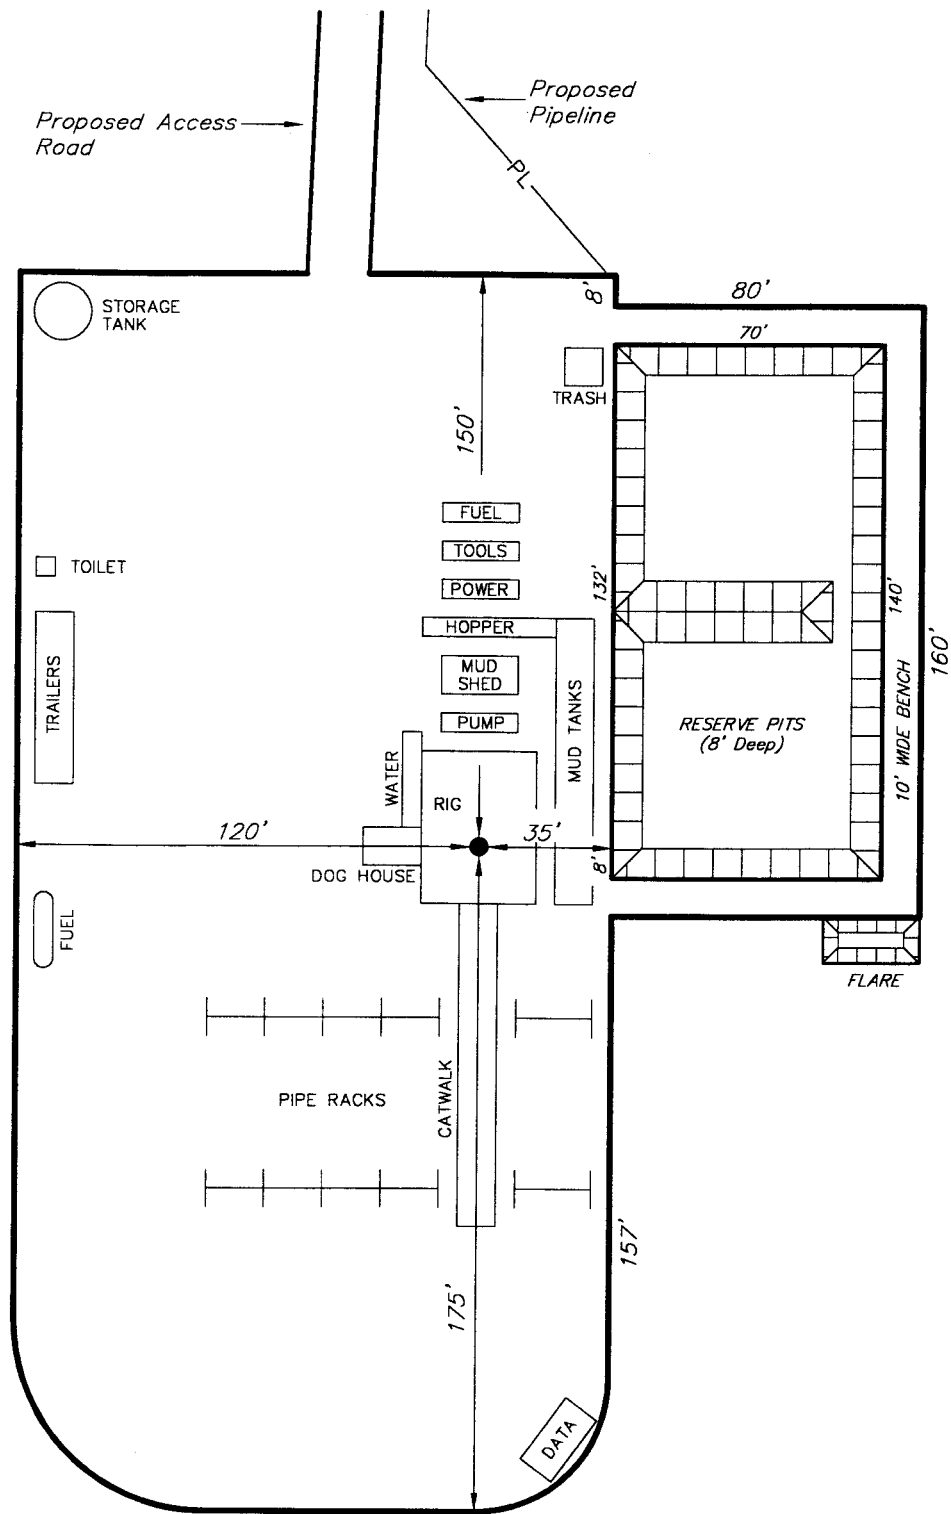 Proposed
Pipeline
Proposed Access
Road
PL
8'
80'
STORAGE
TANK
70'
TRASH
150'
FUEL
TOOLS
TOILET
POWER
132'
140'
HOPPER
160'
TRAILERS
MUD
SHED
MUD TANKS
RESERVE PITS
(8' Deep)
10' WIDE BENCH
PUMP
WATER
RIG
120'
35'
8'
DOG HOUSE
FUEL
FLARE
PIPE RACKS
CATWALK
157'
175'
DATA